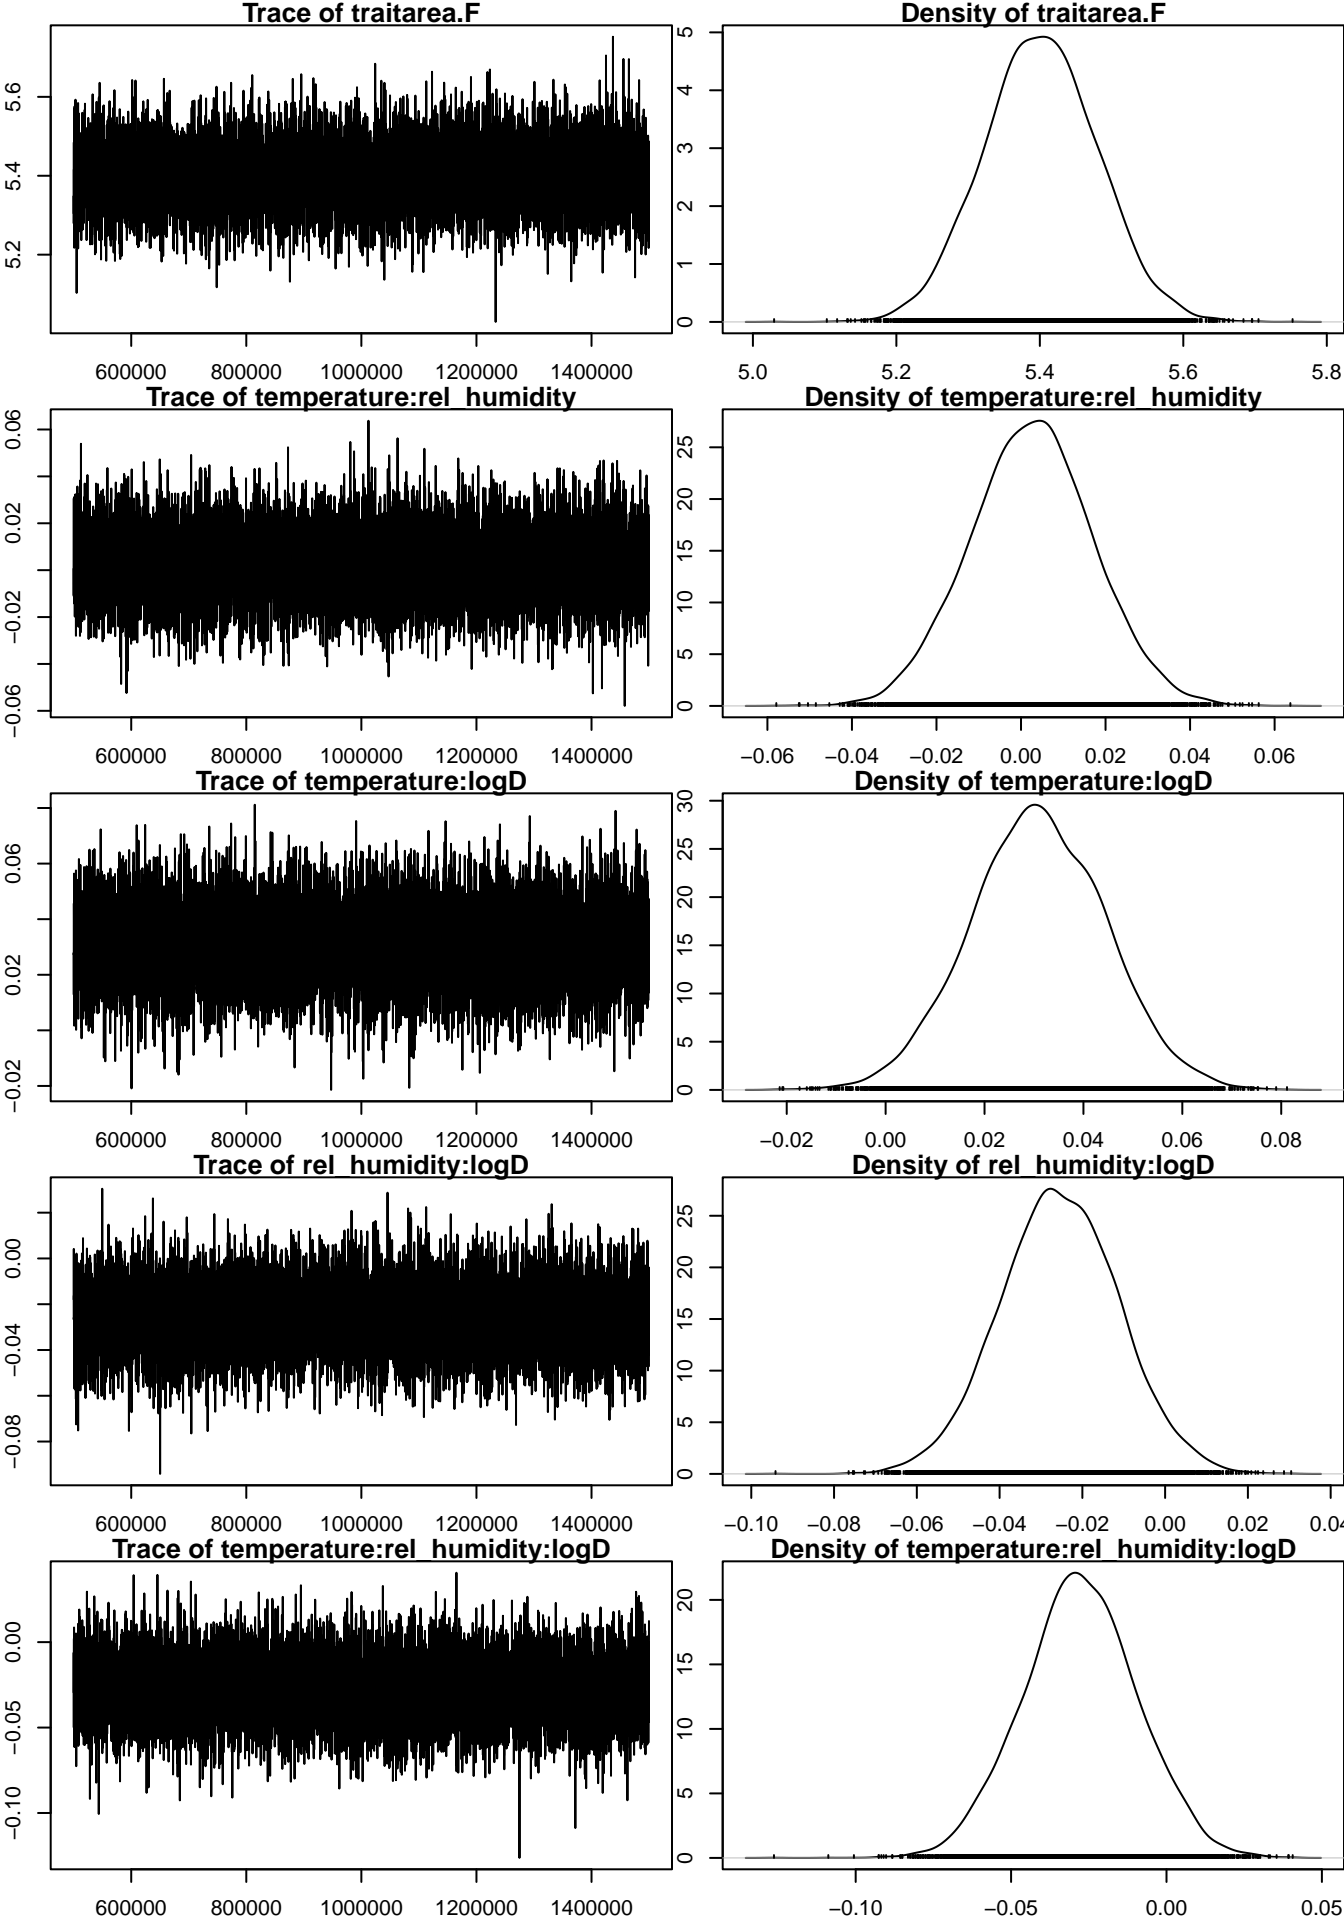 Trace of traitarea.F
5.2 5.4 5.6
600000 800000 1000000 1200000 1400000
Density of traitarea.F
0 1 2 3 4 5
5.0 5.2 5.4 5.6 5.8
Trace of temperature:rel_humidity
−0.06 −0.02 0.02 0.06
600000 800000 1000000 1200000 1400000
Density of temperature:rel_humidity
0 5 10 15 20 25
−0.06 −0.04 −0.02 0.00 0.02 0.04 0.06
Trace of temperature:logD
−0.02 0.02 0.06
600000 800000 1000000 1200000 1400000
Density of temperature:logD
0 5 10 15 20 25 30
−0.02 0.00 0.02 0.04 0.06 0.08
Trace of rel_humidity:logD
−0.08 −0.04 0.00
600000 800000 1000000 1200000 1400000
Density of rel_humidity:logD
0 5 10 15 20 25
−0.10 −0.08 −0.06 −0.04 −0.02 0.00 0.02 0.04
Trace of temperature:rel_humidity:logD
−0.10 −0.05 0.00
600000 800000 1000000 1200000 1400000
Density of temperature:rel_humidity:logD
0 5 10 15 20
−0.10 −0.05 0.00 0.05